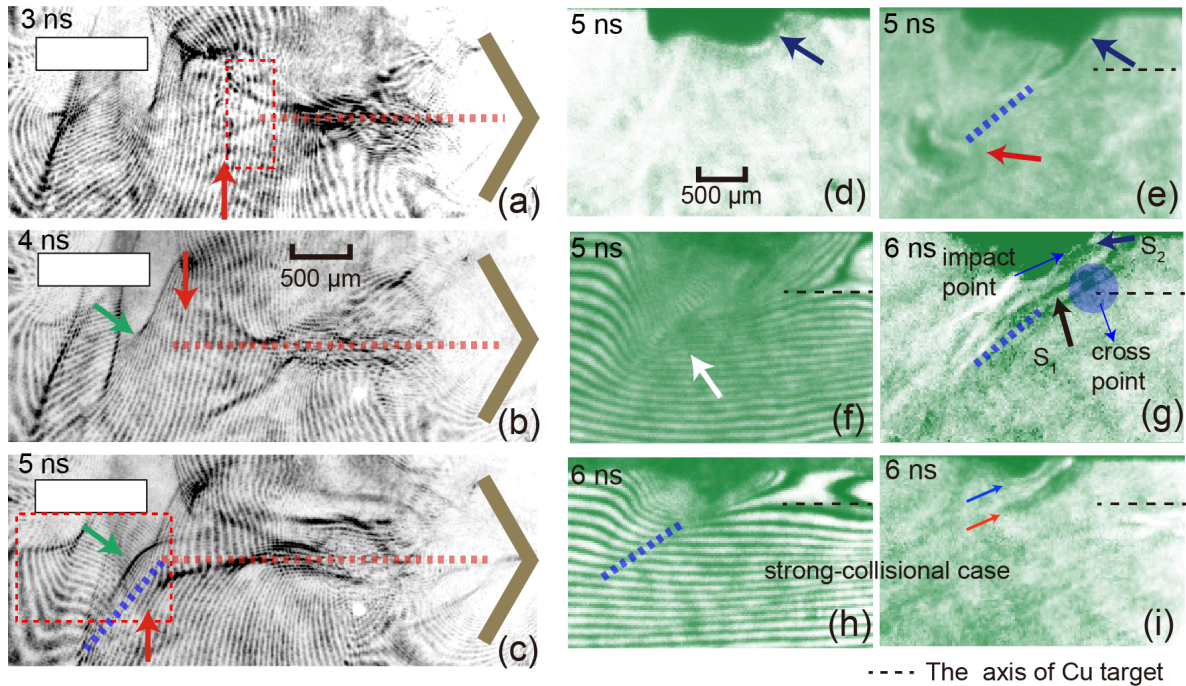 3 ns
(a)
4 ns
500 µm
(b)
5 ns
(c)
5 ns
500 µm
(d)
5 ns
(e)
5 ns
(f)
6 ns
impact
point
S2
S1
cross
point
(g)
6 ns
strong-collisional case
(h)
6 ns
(i)
The axis of Cu target